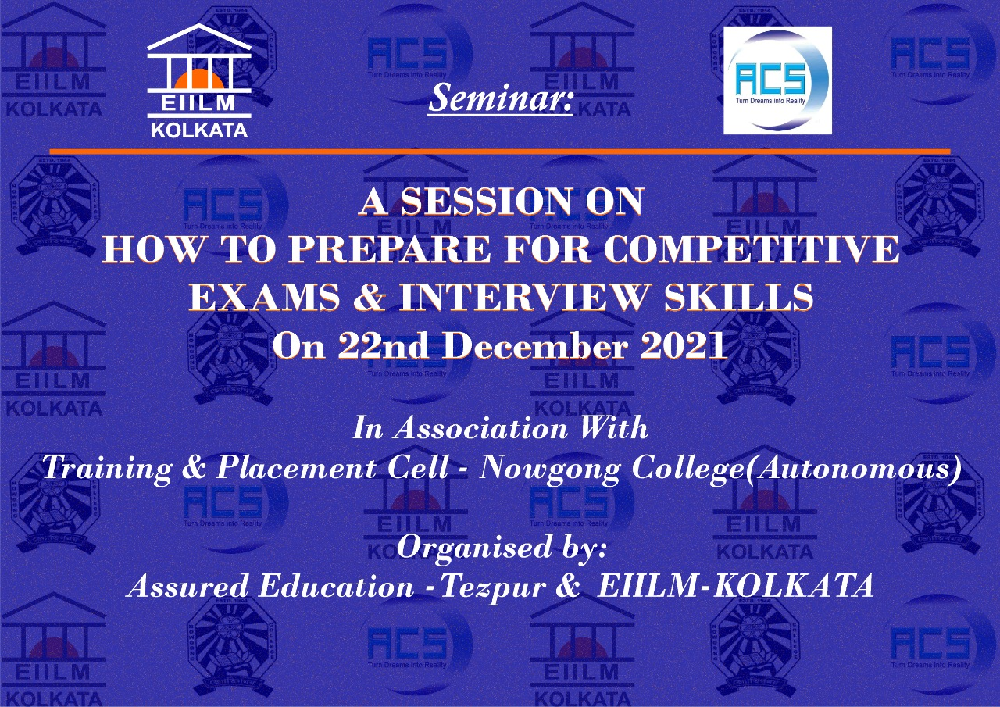 EIILM
KOLKATA
Seminar:
ACS
Turn Dreams into Reality
A SESSION ON
HOW TO PREPARE FOR COMPETITIVE
EXAMS & INTERVIEW SKILLS
On 22nd December 2021
In Association With
Training & Placement Cell - Nowgong College(Autonomous)
Organised by:
Assured Education -Tezpur & EIILM-KOLKATA